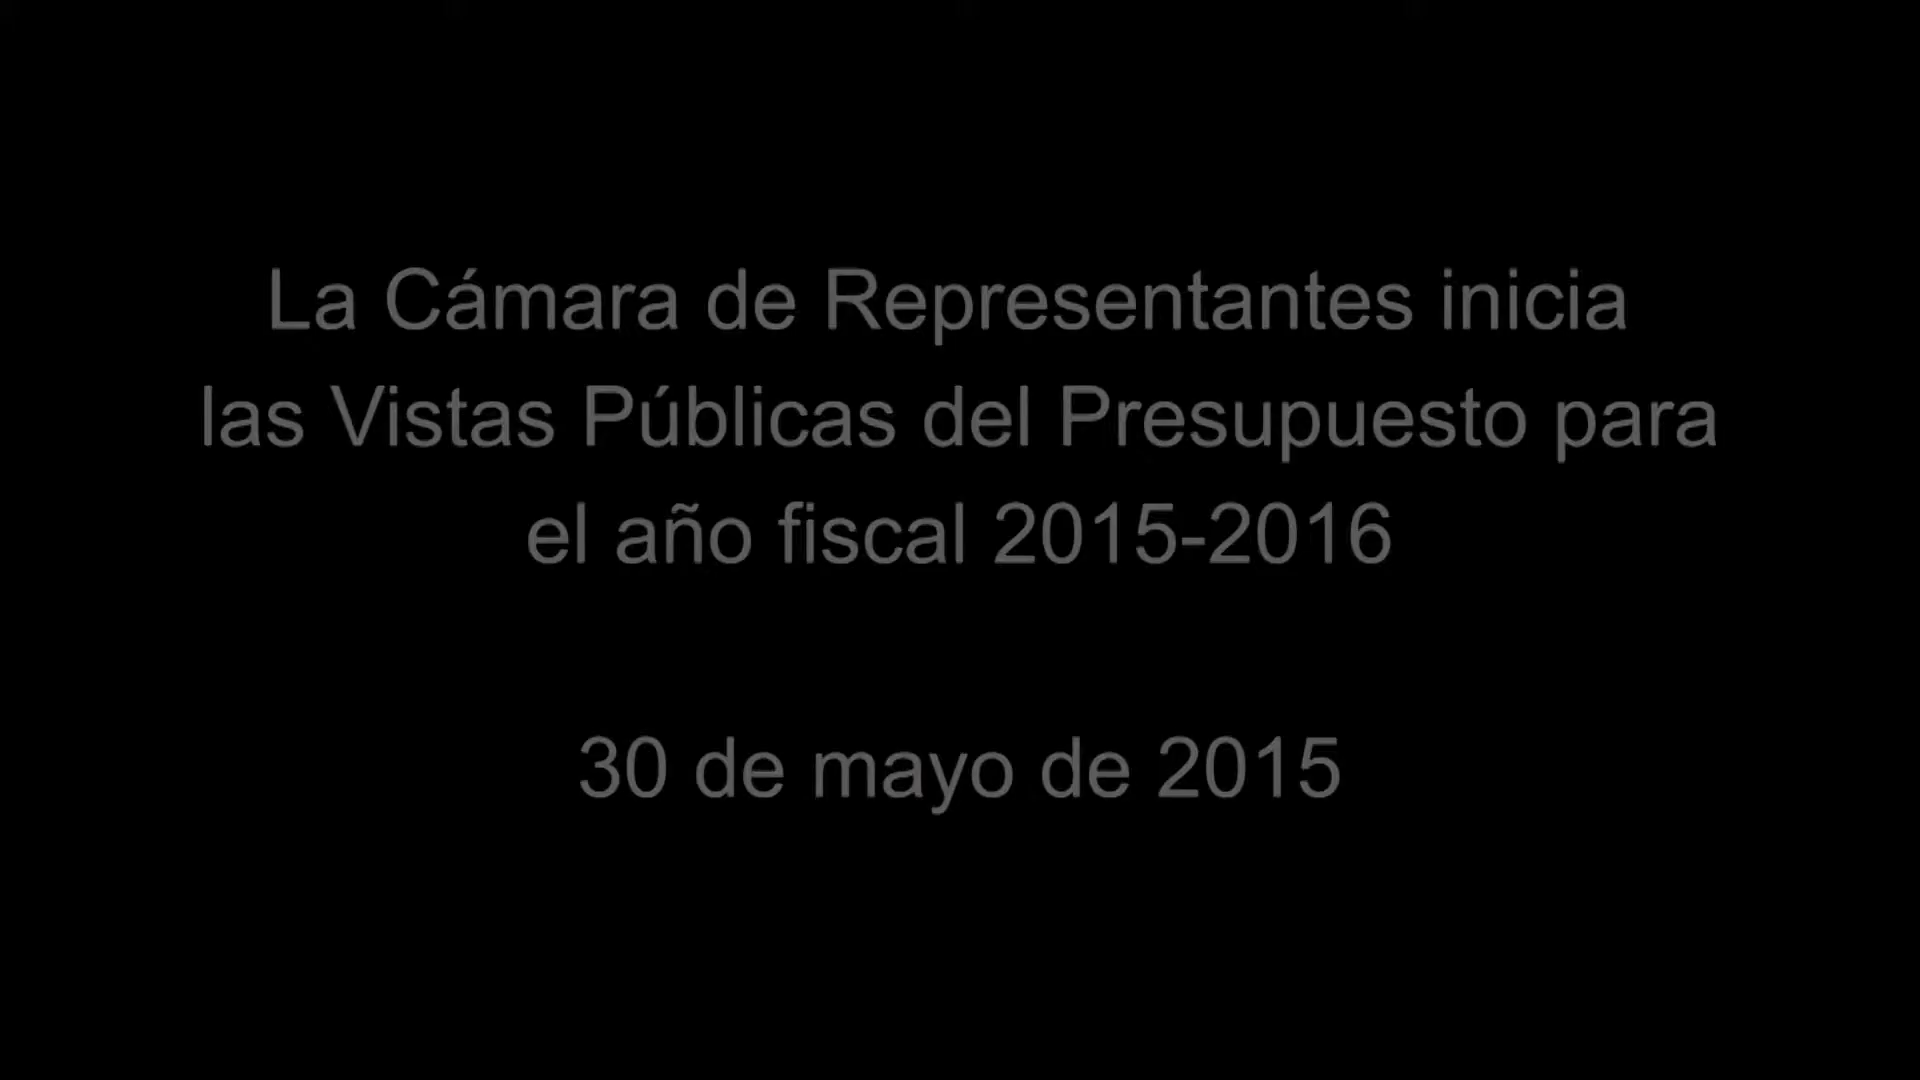 La Cámara de Representantes inicia
las Vistas Públicas del Presupuesto para
el año fiscal 2015-2016
30 de mayo de 2015